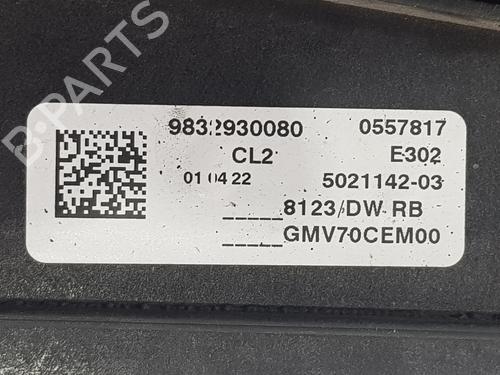 9832930080 0557817
CL2 E302
01 04 22 5021142-03
_____8123/DW RB
_____GMV70CEM00
B-PARTS